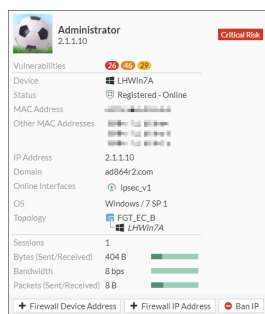 Administrator
2.1.1.10
Critical Risk
Vulnerabilities 26 46 29
Device LHWin7A
Status Registered - Online
MAC Address
Other MAC Addresses
IP Address 2.1.1.10
Domain ad864r2.com
Online Interfaces ipsec_v1
OS Windows / 7 SP 1
Topology FGT_EC_B
LHWin7A
Sessions 1
Bytes (Sent/Received) 404 B
Bandwidth 8 bps
Packets (Sent/Received) 8 B
+ Firewall Device Address + Firewall IP Address Ban IP